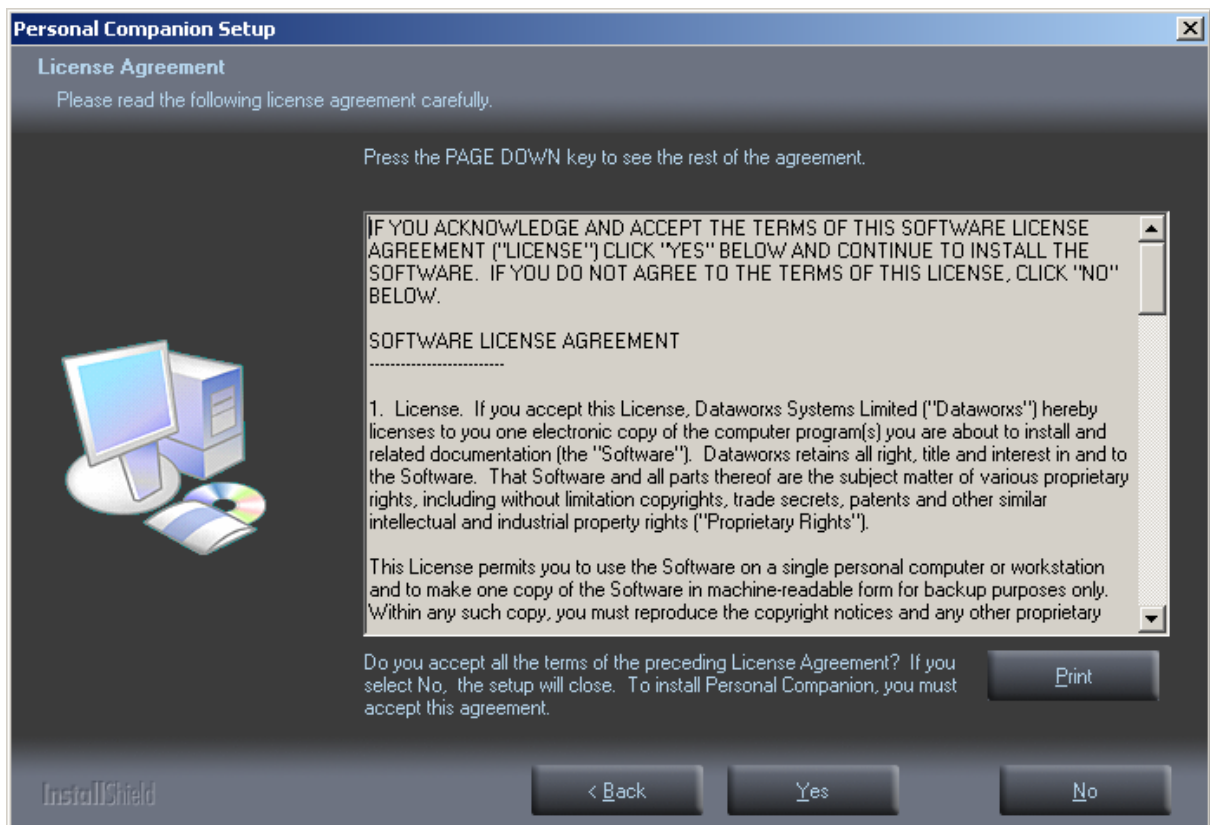 Personal Companion Setup
License Agreement
Please read the following license agreement carefully.
Press the PAGE DOWN key to see the rest of the agreement.
IF YOU ACKNOWLEDGE AND ACCEPT THE TERMS OF THIS SOFTWARE LICENSE
AGREEMENT ("LICENSE") CLICK "YES" BELOW AND CONTINUE TO INSTALL THE
SOFTWARE.  IF YOU DO NOT AGREE TO THE TERMS OF THIS LICENSE, CLICK "NO"
BELOW.
SOFTWARE LICENSE AGREEMENT
--------------------------
1.  License.  If you accept this License, Dataworxs Systems Limited ("Dataworxs") hereby
licenses to you one electronic copy of the computer program(s) you are about to install and
related documentation (the "Software").  Dataworxs retains all right, title and interest in and to
the Software.  That Software and all parts thereof are the subject matter of various proprietary
rights, including without limitation copyrights, trade secrets, patents and other similar
intellectual and industrial property rights ("Proprietary Rights").
This License permits you to use the Software on a single personal computer or workstation
and to make one copy of the Software in machine-readable form for backup purposes only.
Within any such copy, you must reproduce the copyright notices and any other proprietary
Do you accept all the terms of the preceding License Agreement?  If you
select No,  the setup will close.  To install Personal Companion, you must
accept this agreement.
Print
InstallShield
< Back
Yes
No